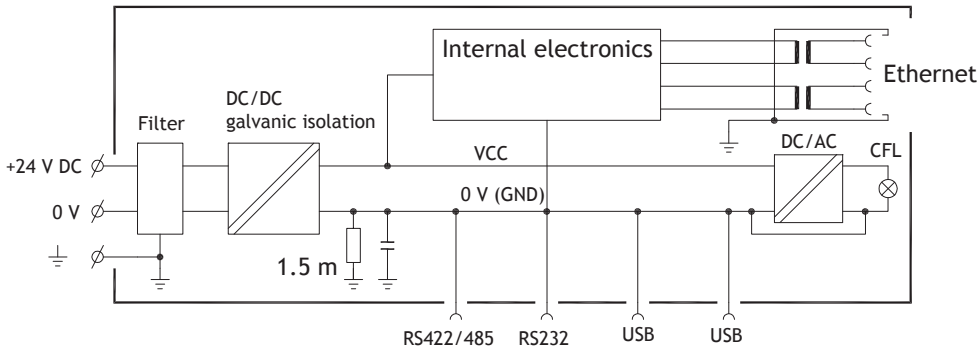 Internal electronics
Ethernet
DC/DC
galvanic isolation
Filter
DC/AC
CFL
+24 V DC
VCC
0 V
0 V (GND)
1.5 m
RS422/485
RS232
USB
USB